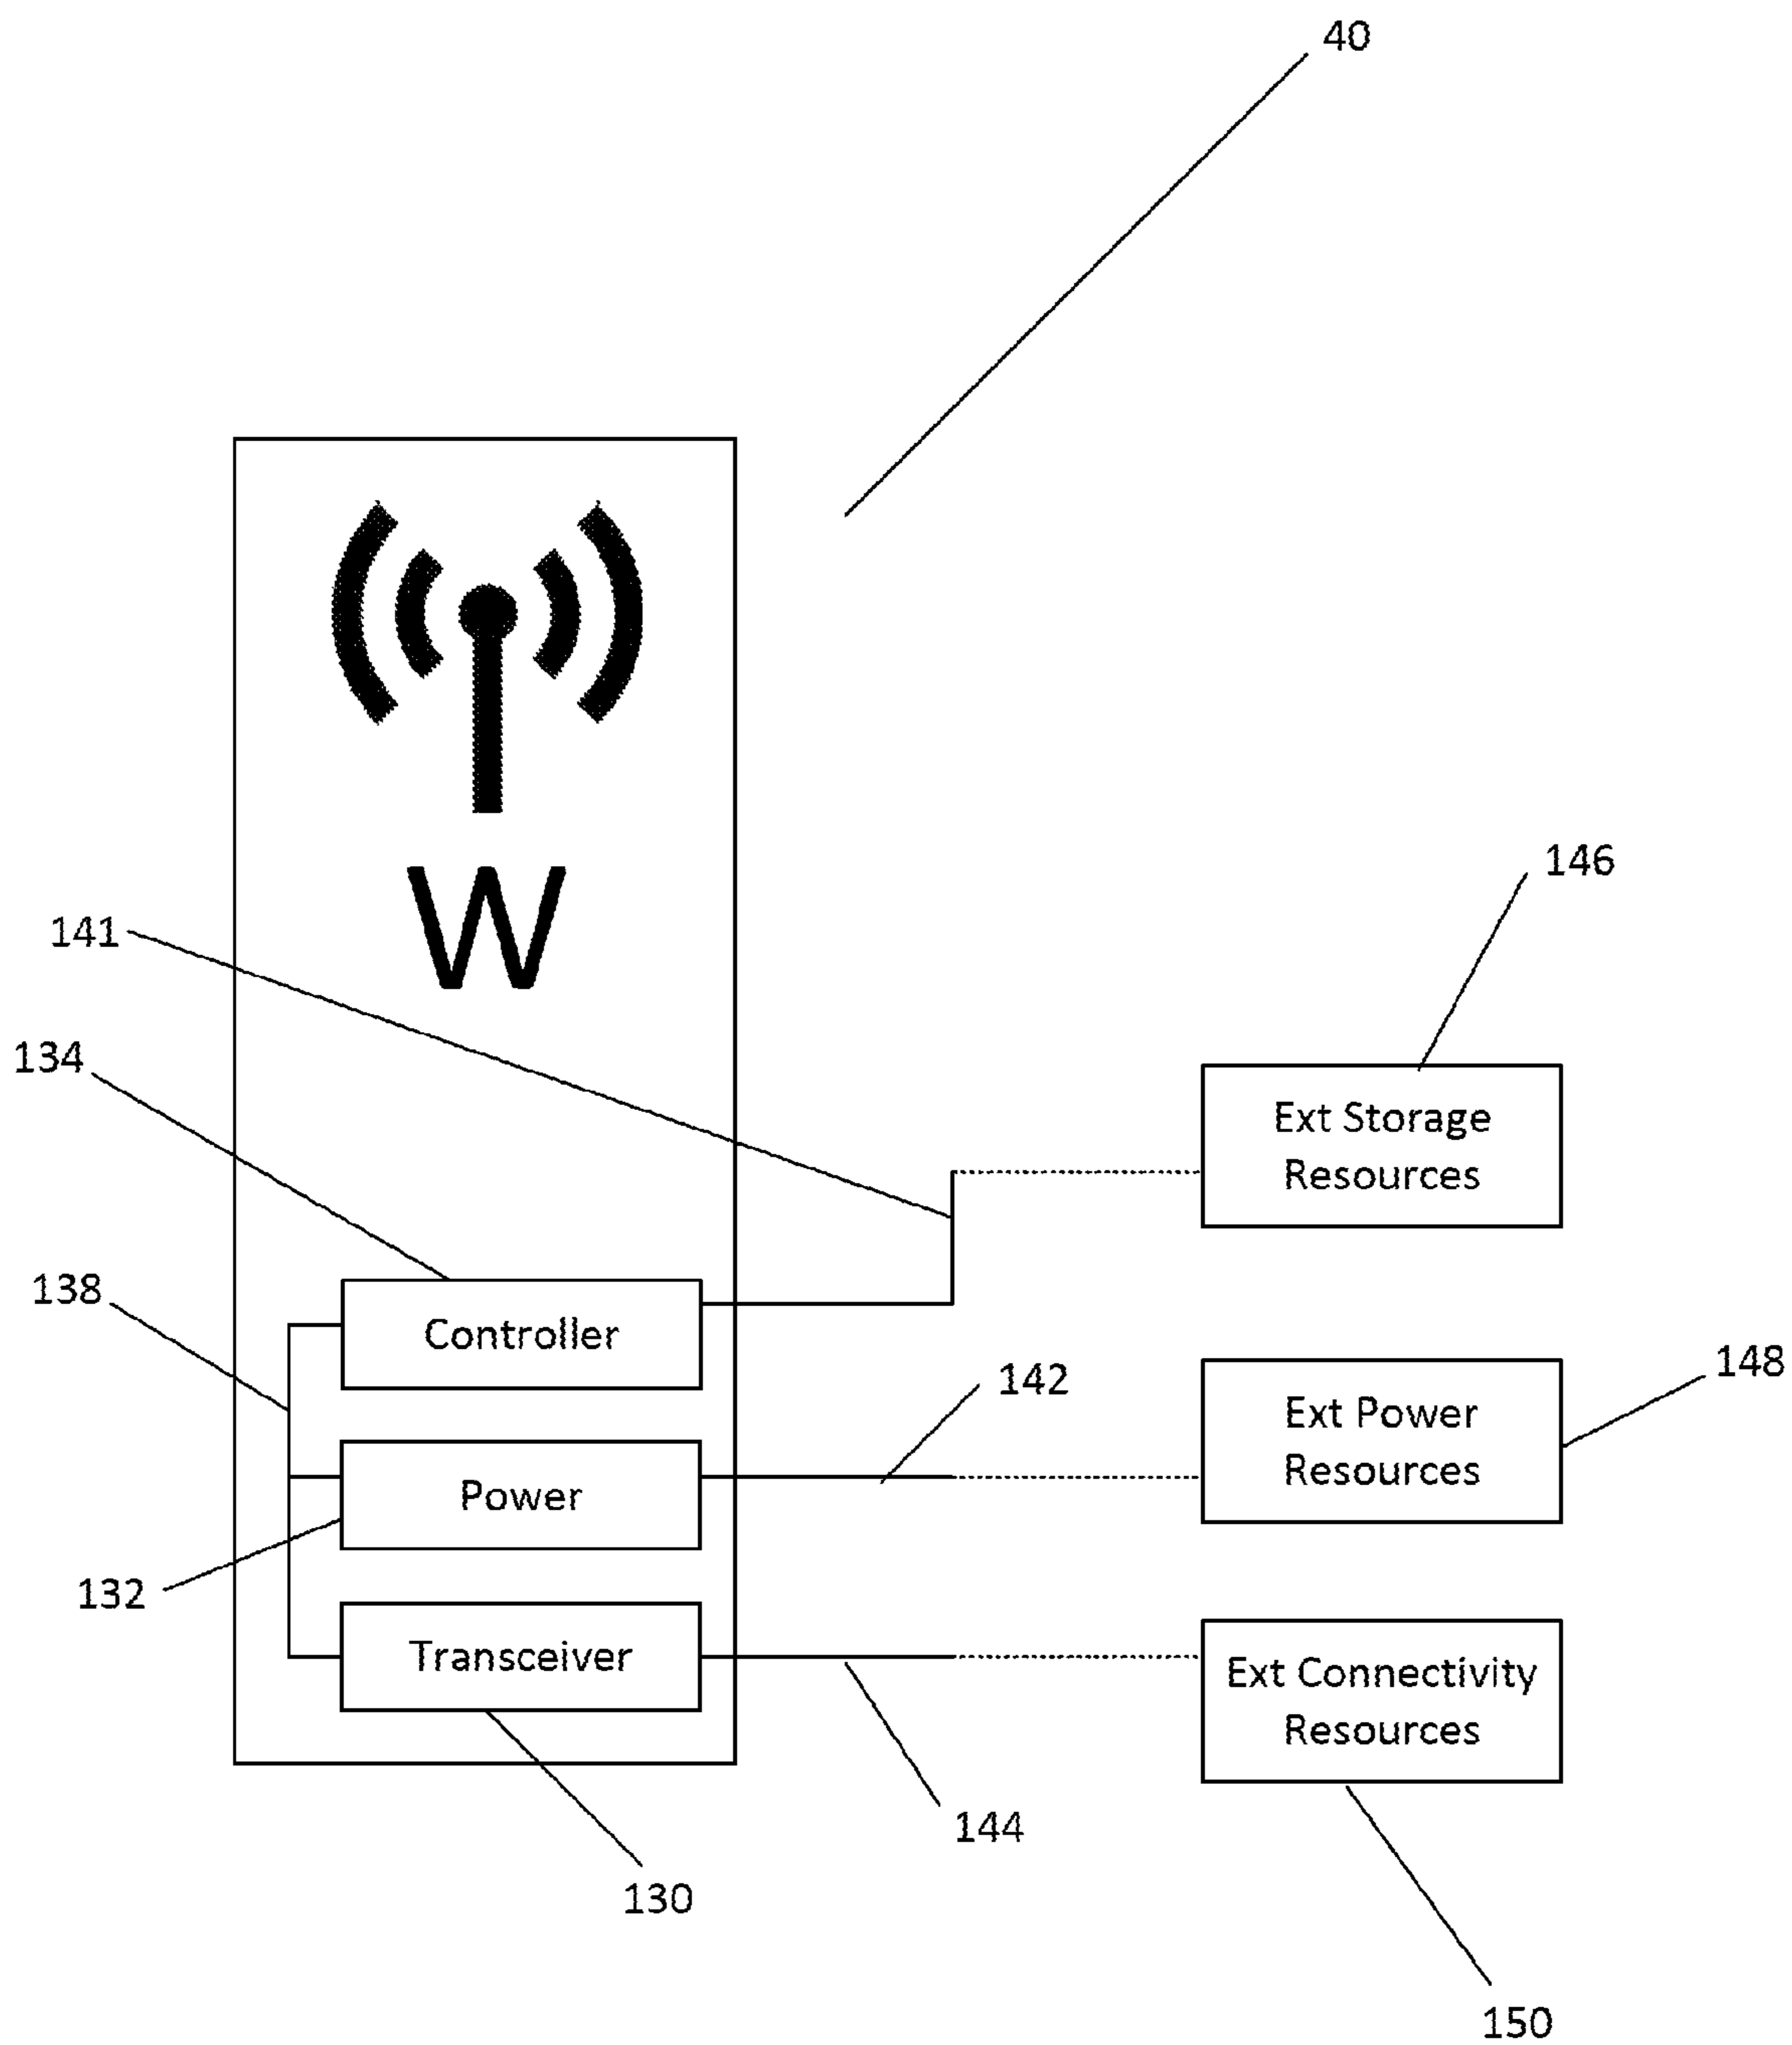 40
W
146
141
134
Ext Storage
Resources
138
Controller
142
148
Ext Power
Resources
Power
132
Transceiver
Ext Connectivity
Resources
144
130
150